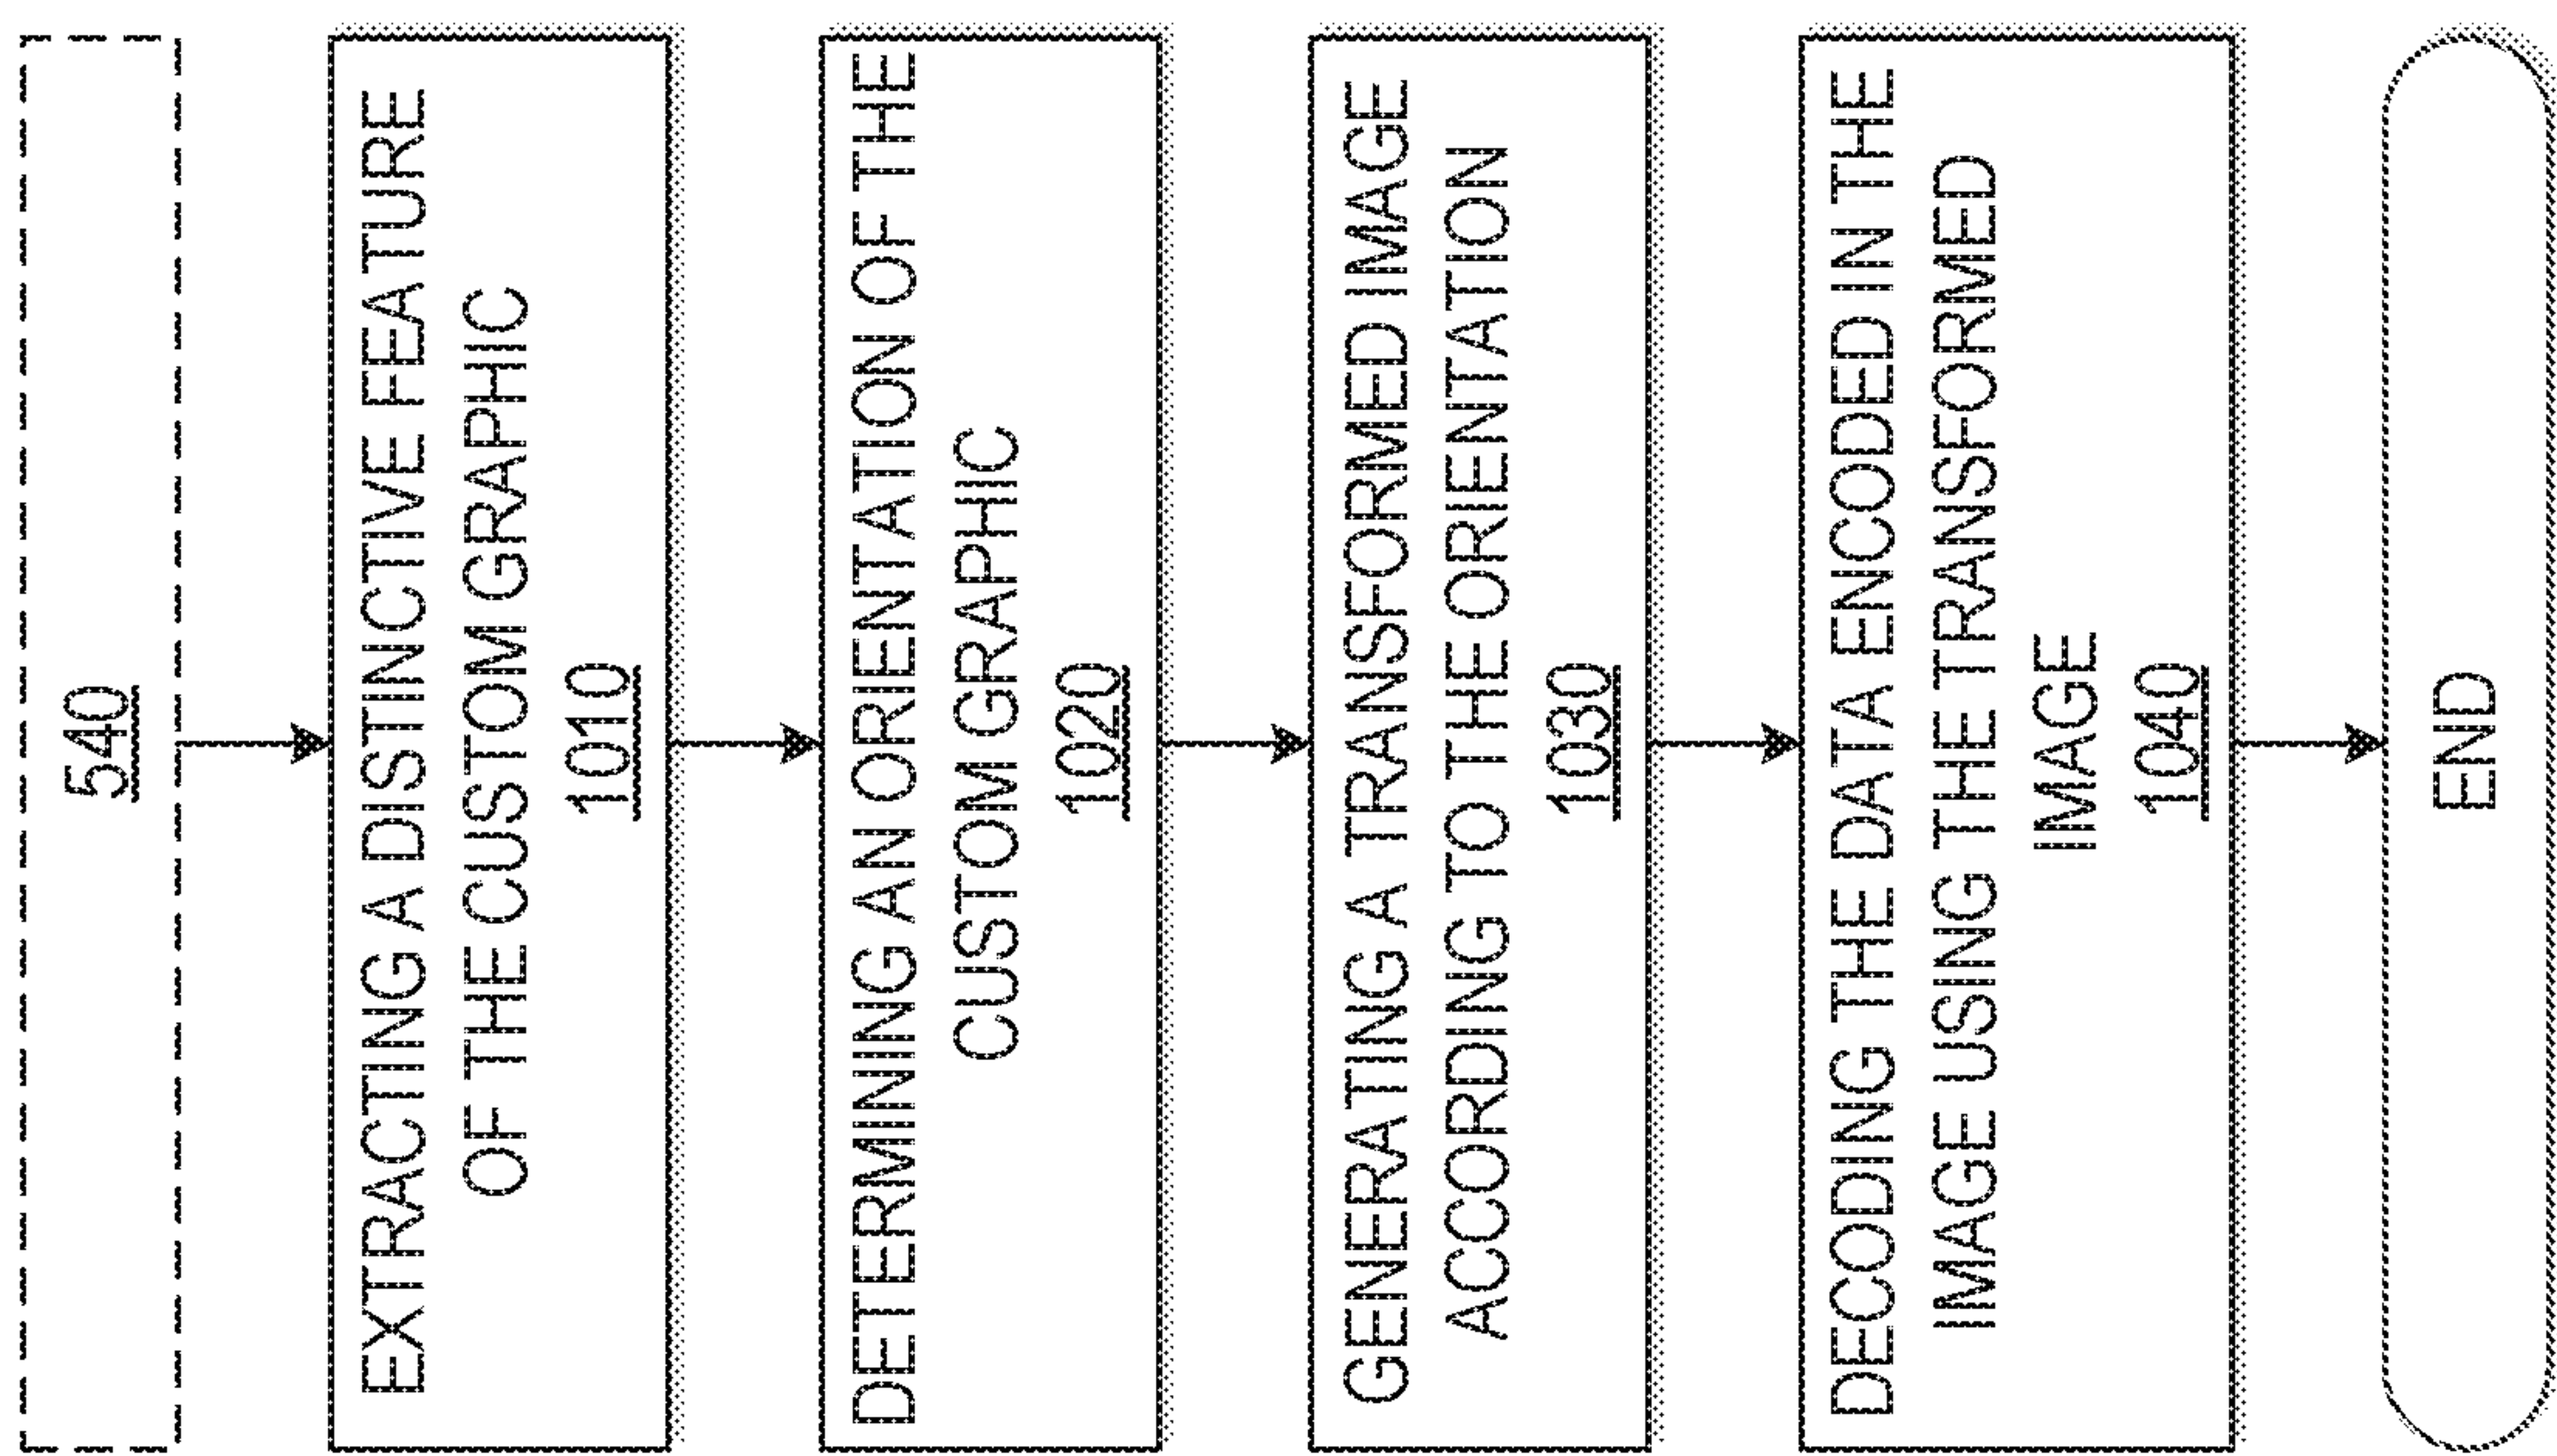 540
EXTRACTING A DISTINCTIVE FEATURE
OF THE CUSTOM GRAPHIC
1010
DETERMINING AN ORIENTATION OF THE
CUSTOM GRAPHIC
1020
GENERATING A TRANSFORMED IMAGE
ACCORDING TO THE ORIENTATION
1030
DECODING THE DATA ENCODED IN THE
IMAGE USING THE TRANSFORMED
IMAGE
1040
END